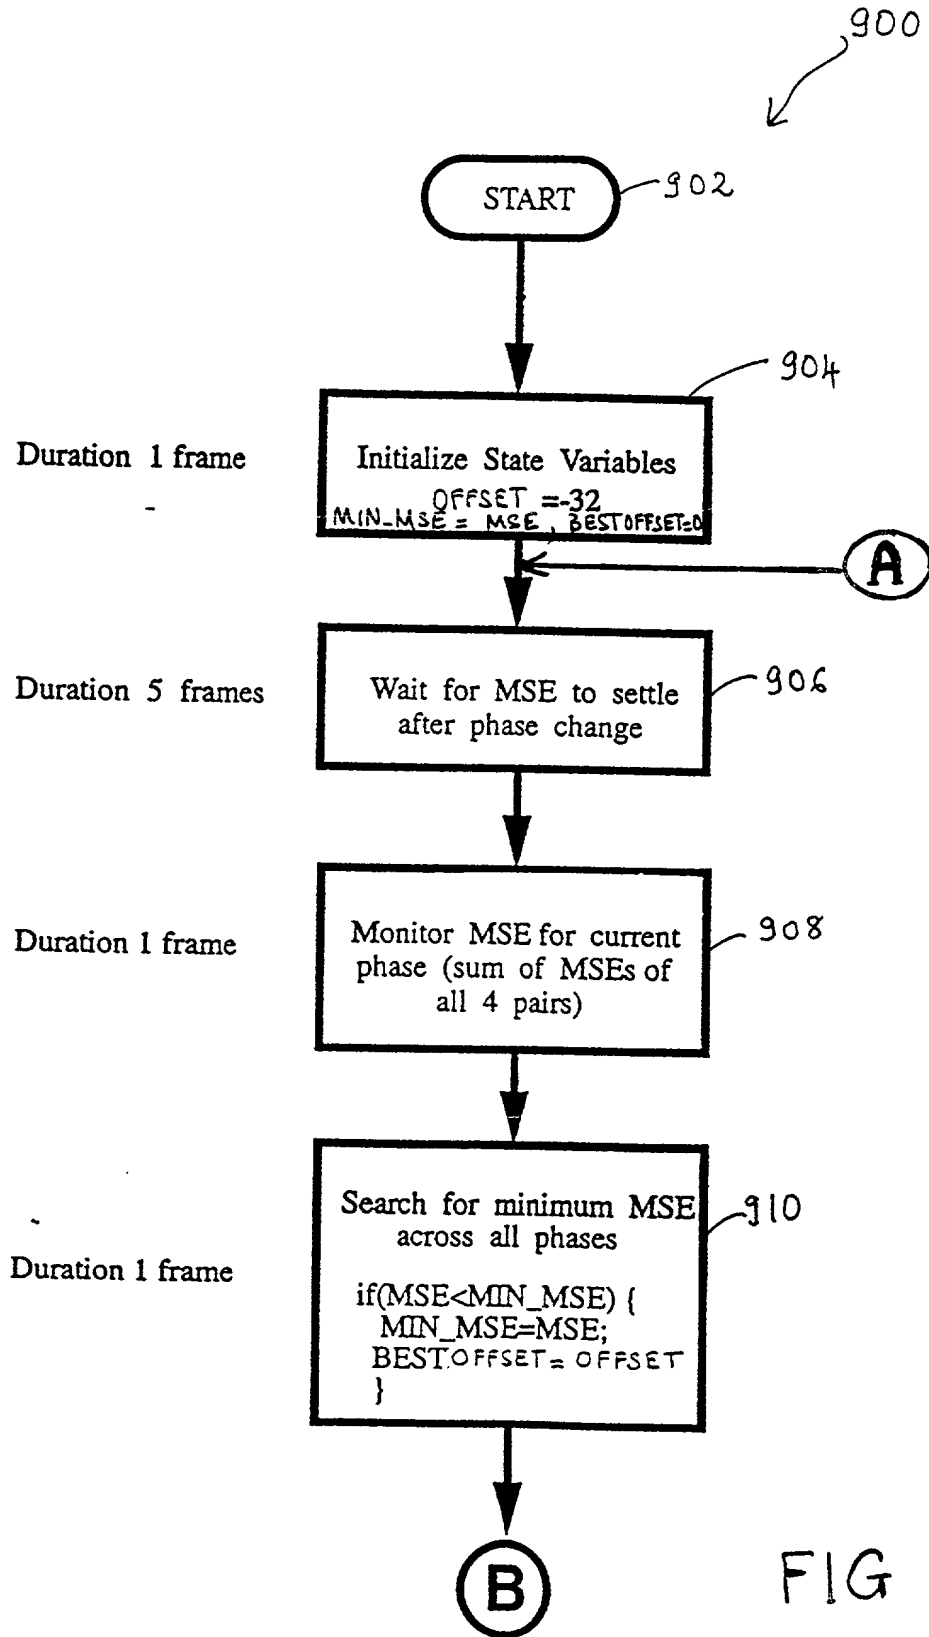 900
START
902
904
Duration 1 frame
Initialize State Variables
OFFSET =-32
MIN_MSE = MSE, BESTOFFSET=0
A
Duration 5 frames
Wait for MSE to settle
after phase change
906
Duration 1 frame
Monitor MSE for current
phase (sum of MSEs of
all 4 pairs)
908
Search for minimum MSE
across all phases
910
Duration 1 frame
if(MSE<MIN_MSE) {
MIN_MSE=MSE;
BEST.OFFSET = OFFSET
}
B
FIG